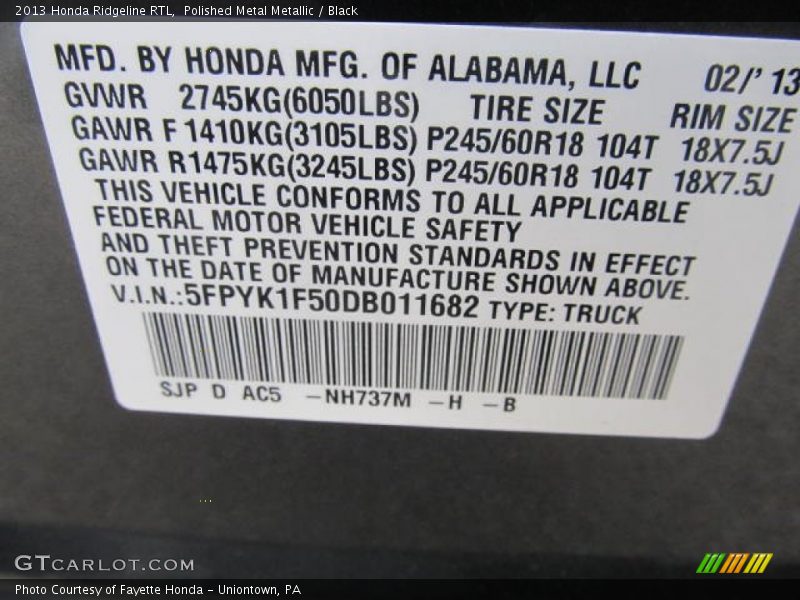 2013 Honda Ridgeline RTL, Polished Metal Metallic / Black
MFD. BY HONDA MFG. OF ALABAMA, LLC 02/' 13
GVWR 2745KG(6050LBS) TIRE SIZE RIM SIZE
GAWR F 1410KG(3105LBS) P245/60R18 104T 18X7.5J
GAWR R1475KG(3245LBS) P245/60R18 104T 18X7.5J
THIS VEHICLE CONFORMS TO ALL APPLICABLE
FEDERAL MOTOR VEHICLE SAFETY
AND THEFT PREVENTION STANDARDS IN EFFECT
ON THE DATE OF MANUFACTURE SHOWN ABOVE.
V.I.N.:5FPYK1F50DB011682 TYPE: TRUCK
SJP D AC5 –NH737M –H –B
GTCARLOT.COM
Photo Courtesy of Fayette Honda - Uniontown, PA